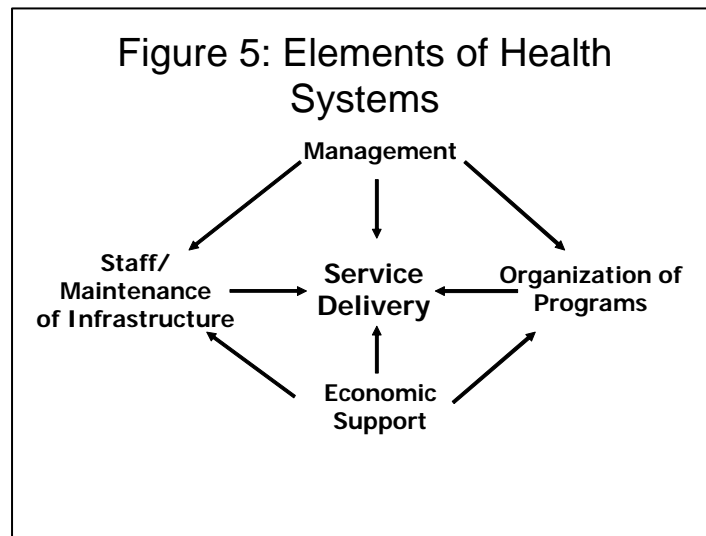 Figure 5: Elements of Health
Systems
Management
Staff/
Maintenance
of Infrastructure
Service
Delivery
Organization of
Programs
Economic
Support